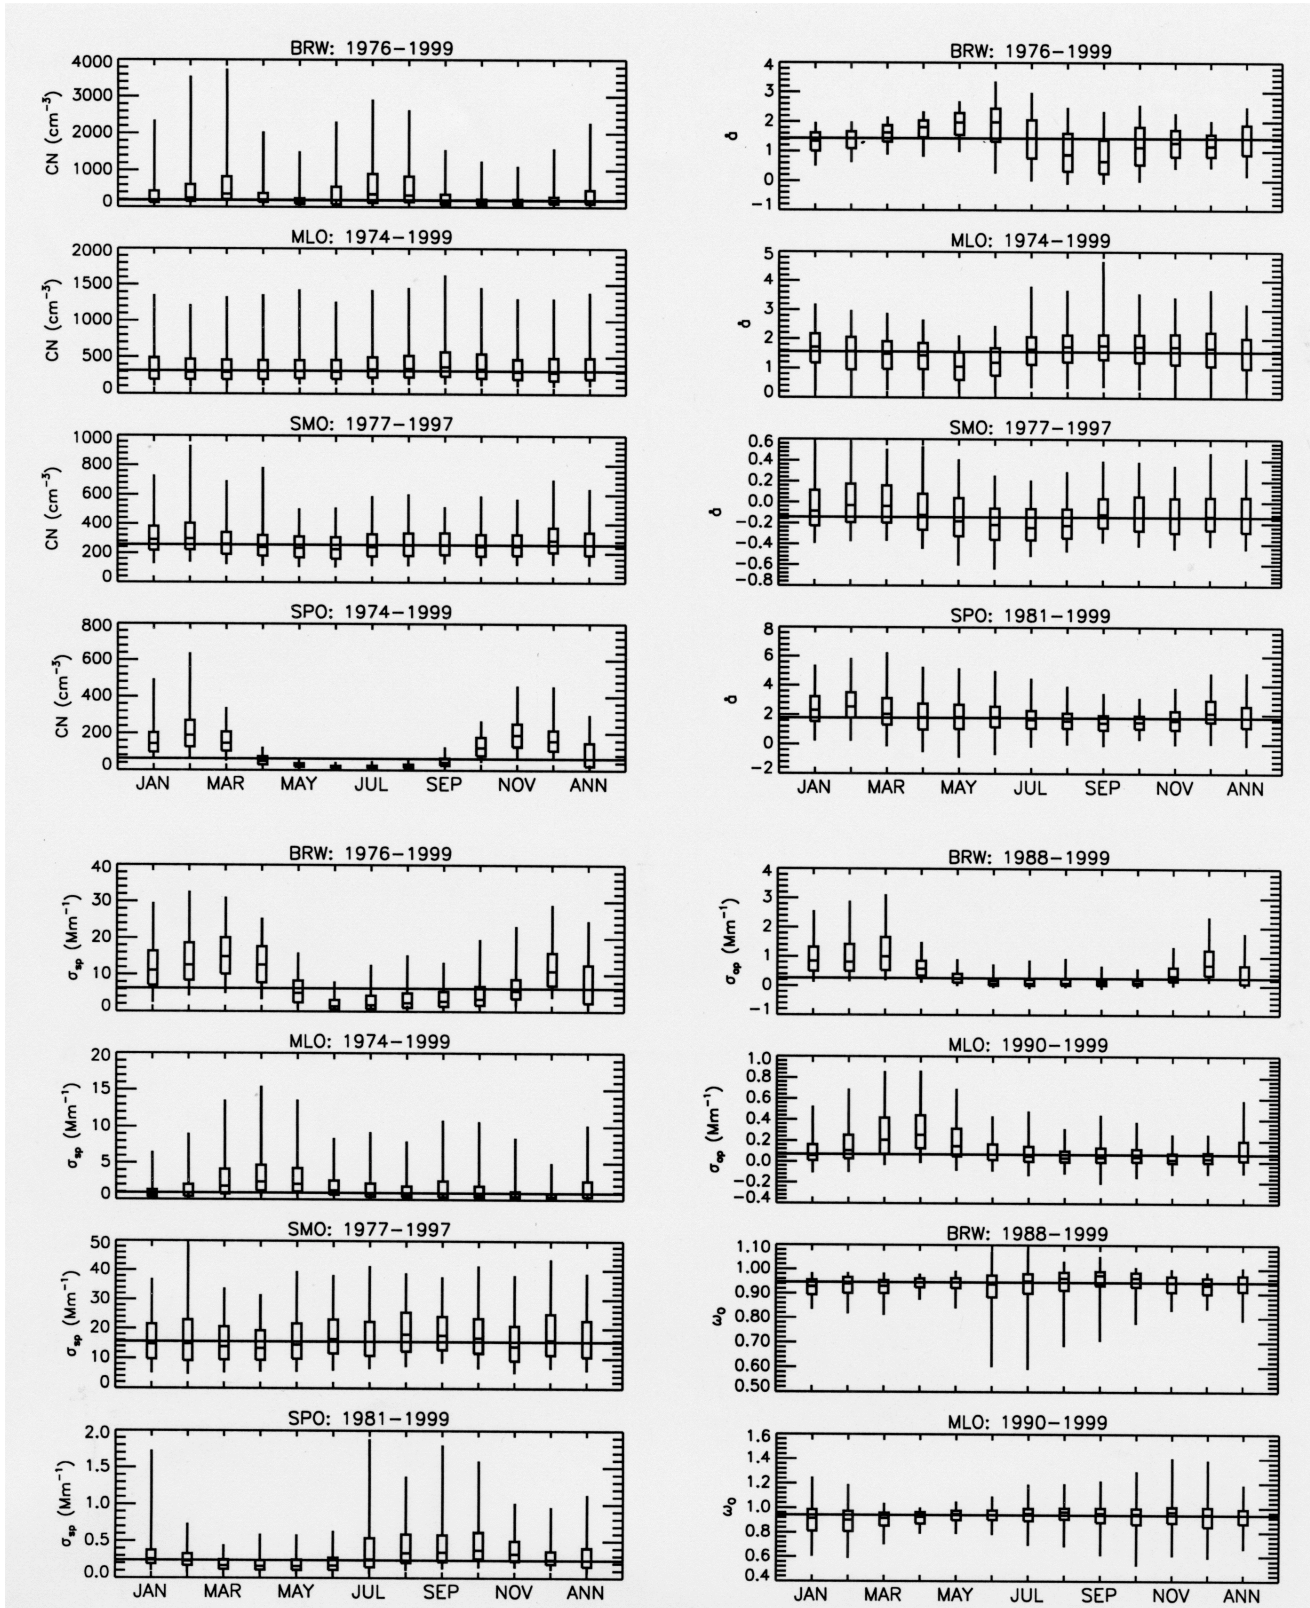 BRW: 1976-1999
CN (cm⁻³)
4000
3000
2000
1000
0
MLO: 1974-1999
CN (cm⁻³)
2000
1500
1000
500
0
SMO: 1977-1997
CN (cm⁻³)
1000
800
600
400
200
0
SPO: 1974-1999
CN (cm⁻³)
800
600
400
200
0
JAN MAR MAY JUL SEP NOV ANN
BRW: 1976-1999
å
4
3
2
1
0
-1
MLO: 1974-1999
å
5
4
3
2
1
0
SMO: 1977-1997
å
0.6
0.4
0.2
0.0
-0.2
-0.4
-0.6
-0.8
SPO: 1981-1999
å
8
6
4
2
0
-2
JAN MAR MAY JUL SEP NOV ANN
BRW: 1976-1999
σsp (Mm⁻¹)
40
30
20
10
0
MLO: 1974-1999
σsp (Mm⁻¹)
20
15
10
5
0
SMO: 1977-1997
σsp (Mm⁻¹)
50
40
30
20
10
0
SPO: 1981-1999
σsp (Mm⁻¹)
2.0
1.5
1.0
0.5
0.0
JAN MAR MAY JUL SEP NOV ANN
BRW: 1988-1999
σap (Mm⁻¹)
4
3
2
1
0
-1
MLO: 1990-1999
σap (Mm⁻¹)
1.0
0.8
0.6
0.4
0.2
0.0
-0.2
-0.4
BRW: 1988-1999
ω₀
1.10
1.00
0.90
0.80
0.70
0.60
0.50
MLO: 1990-1999
ω₀
1.6
1.4
1.2
1.0
0.8
0.6
0.4
JAN MAR MAY JUL SEP NOV ANN